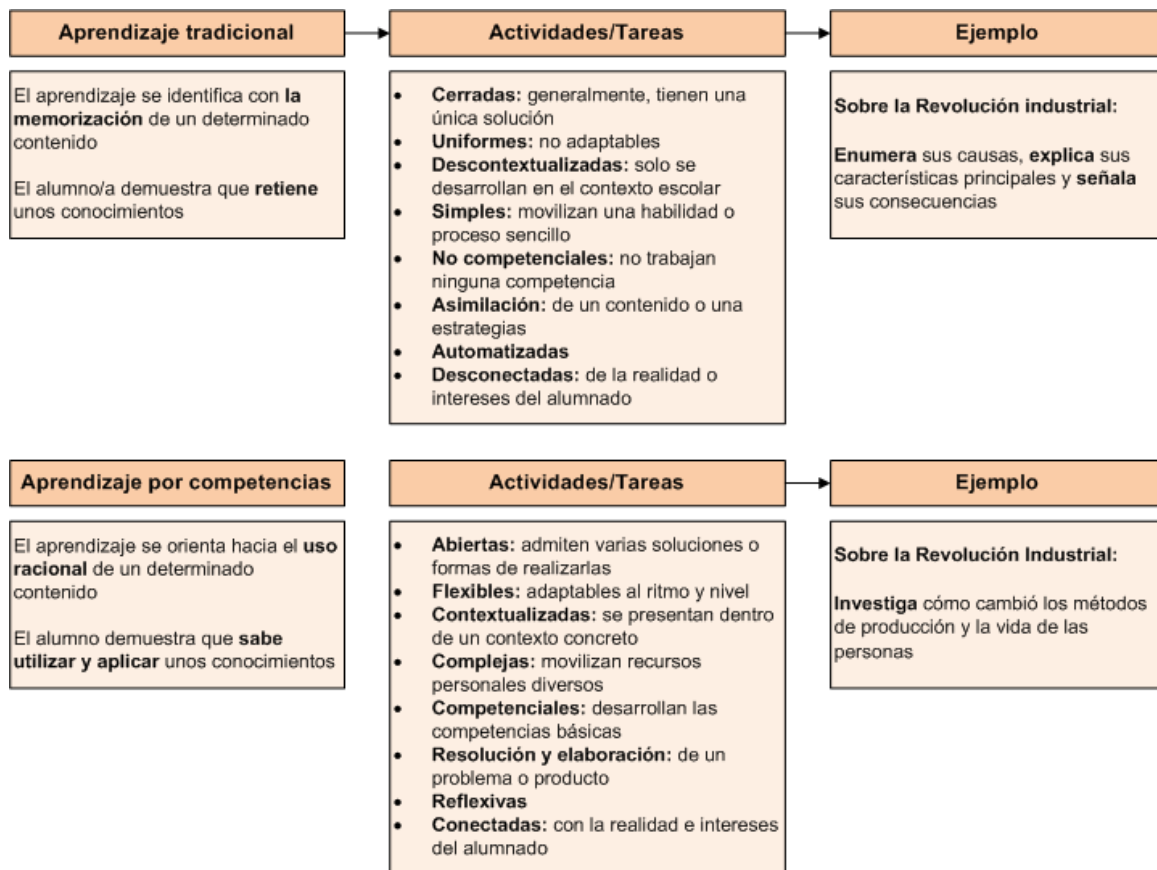 Aprendizaje tradicional
Actividades/Tareas
Ejemplo
El aprendizaje se identifica con la
memorización de un determinado
contenido
El alumno/a demuestra que retiene
unos conocimientos
• Cerradas: generalmente, tienen una
única solución
• Uniformes: no adaptables
• Descontextualizadas: solo se
desarrollan en el contexto escolar
• Simples: movilizan una habilidad o
proceso sencillo
• No competenciales: no trabajan
ninguna competencia
• Asimilación: de un contenido o una
estrategias
• Automatizadas
• Desconectadas: de la realidad o
intereses del alumnado
Sobre la Revolución industrial:
Enumera sus causas, explica sus
características principales y señala
sus consecuencias
Aprendizaje por competencias
Actividades/Tareas
Ejemplo
El aprendizaje se orienta hacia el uso
racional de un determinado
contenido
El alumno demuestra que sabe
utilizar y aplicar unos conocimientos
• Abiertas: admiten varias soluciones o
formas de realizarlas
• Flexibles: adaptables al ritmo y nivel
• Contextualizadas: se presentan dentro
de un contexto concreto
• Complejas: movilizan recursos
personales diversos
• Competenciales: desarrollan las
competencias básicas
• Resolución y elaboración: de un
problema o producto
• Reflexivas
• Conectadas: con la realidad e intereses
del alumnado
Sobre la Revolución Industrial:
Investiga cómo cambió los métodos
de producción y la vida de las
personas